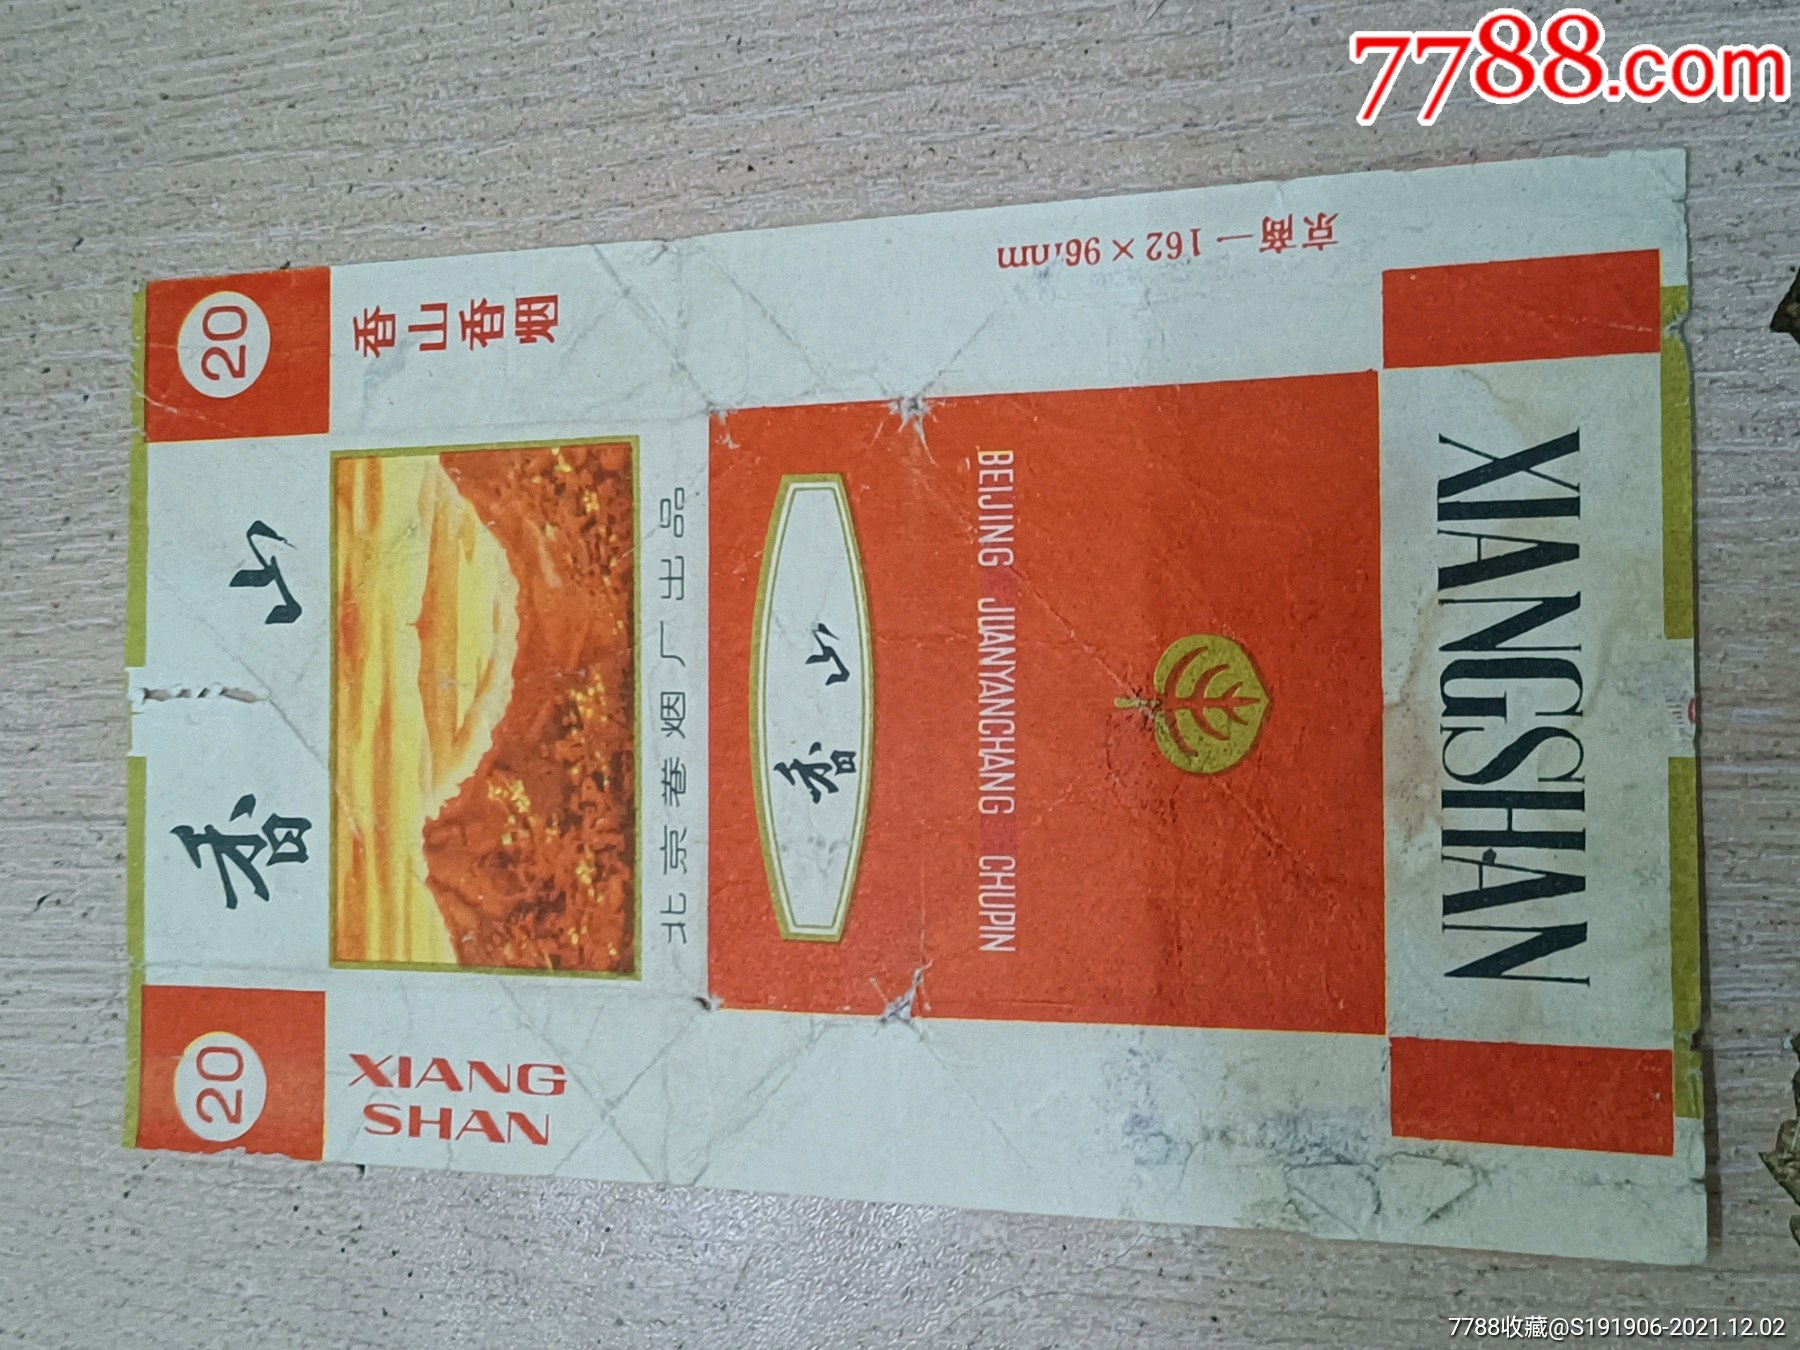 7788.com
京商一162×96mm
20
香山香烟
香山
北京卷烟厂出品
香山
BEIJING JUANYANCHANG CHUPIN
XIANGSHAN
20
XIANG
SHAN
7788收藏@S191906-2021.12.02